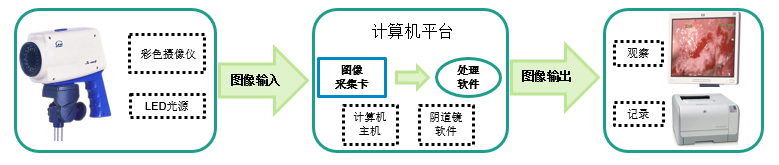 彩色摄像仪
LED光源
图像输入
计算机平台
图像
采集卡
处理
软件
计算机
主机
阴道镜
软件
图像输出
观察
记录